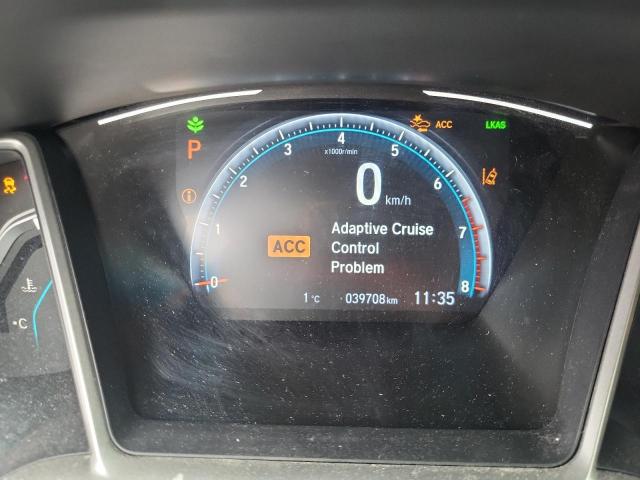 ACC LKAS
P
4
3 5
x1000r/min
2 6
0 km/h
1 7
Adaptive Cruise
ACC Control
Problem
0 8
1 °C 039708 km 11:35
°C